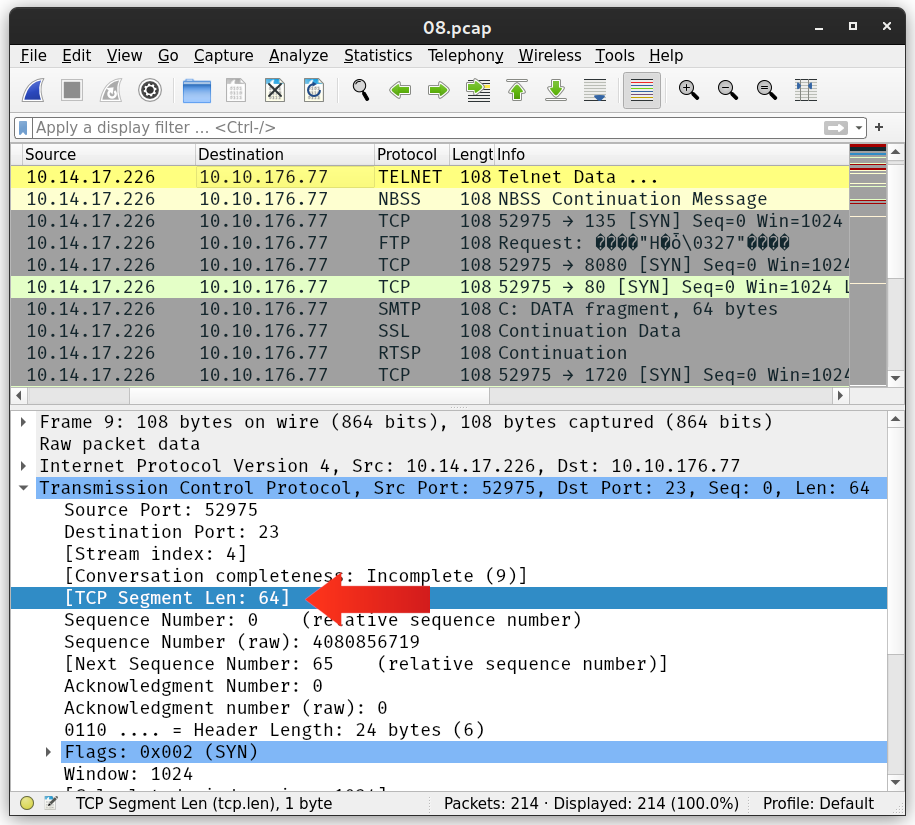 08.pcap
File Edit View Go Capture Analyze Statistics Telephony Wireless Tools Help
Apply a display filter … <Ctrl-/>
Source Destination Protocol Lengt Info
10.14.17.226 10.10.176.77 TELNET 108 Telnet Data ...
10.14.17.226 10.10.176.77 NBSS 108 NBSS Continuation Message
10.14.17.226 10.10.176.77 TCP 108 52975 → 135 [SYN] Seq=0 Win=1024
10.14.17.226 10.10.176.77 FTP 108 Request: ����"H�ȱ\0327"����
10.14.17.226 10.10.176.77 TCP 108 52975 → 8080 [SYN] Seq=0 Win=1024
10.14.17.226 10.10.176.77 TCP 108 52975 → 80 [SYN] Seq=0 Win=1024 L
10.14.17.226 10.10.176.77 SMTP 108 C: DATA fragment, 64 bytes
10.14.17.226 10.10.176.77 SSL 108 Continuation Data
10.14.17.226 10.10.176.77 RTSP 108 Continuation
10.14.17.226 10.10.176.77 TCP 108 52975 → 1720 [SYN] Seq=0 Win=1024
Frame 9: 108 bytes on wire (864 bits), 108 bytes captured (864 bits)
Raw packet data
Internet Protocol Version 4, Src: 10.14.17.226, Dst: 10.10.176.77
Transmission Control Protocol, Src Port: 52975, Dst Port: 23, Seq: 0, Len: 64
Source Port: 52975
Destination Port: 23
[Stream index: 4]
[Conversation completeness: Incomplete (9)]
[TCP Segment Len: 64]
Sequence Number: 0 (relative sequence number)
Sequence Number (raw): 4080856719
[Next Sequence Number: 65 (relative sequence number)]
Acknowledgment Number: 0
Acknowledgment number (raw): 0
0110 .... = Header Length: 24 bytes (6)
Flags: 0x002 (SYN)
Window: 1024
TCP Segment Len (tcp.len), 1 byte Packets: 214 · Displayed: 214 (100.0%) Profile: Default